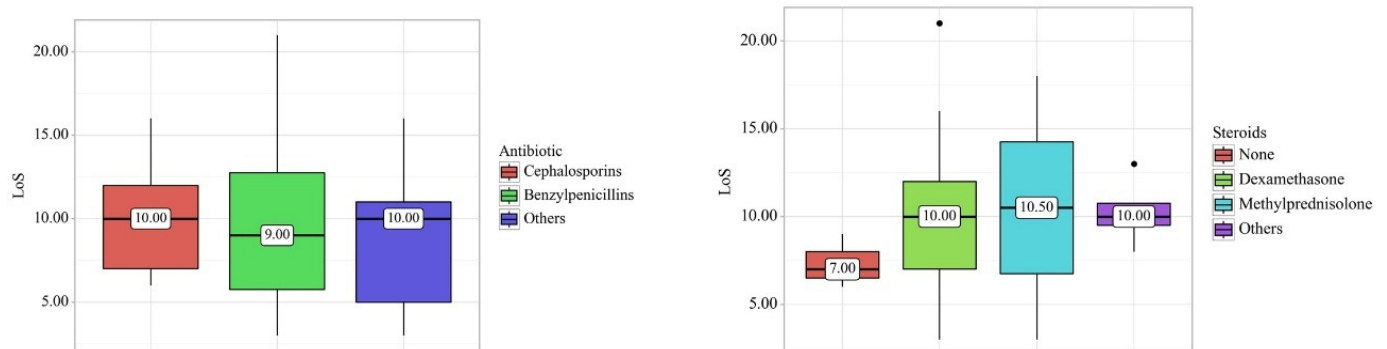 20.00
15.00
10.00
5.00
LoS
10.00
9.00
10.00
Antibiotic
Cephalosporins
Benzylpenicillins
Others
20.00
15.00
10.00
5.00
LoS
7.00
10.00
10.50
10.00
Steroids
None
Dexamethasone
Methylprednisolone
Others